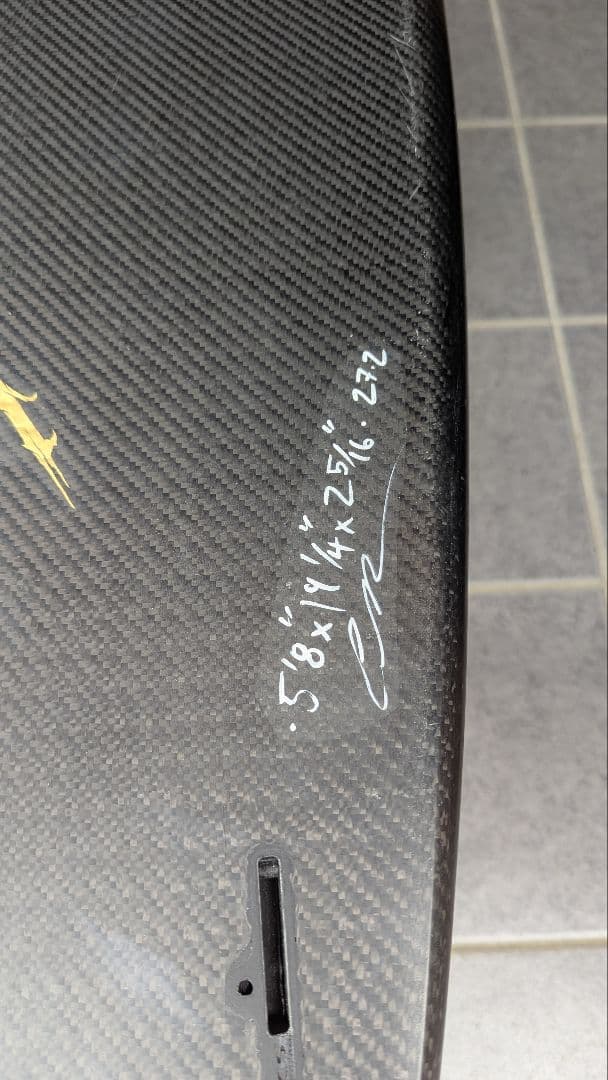 .5'8" x 19 1/4" x 2 5/16". 27.2